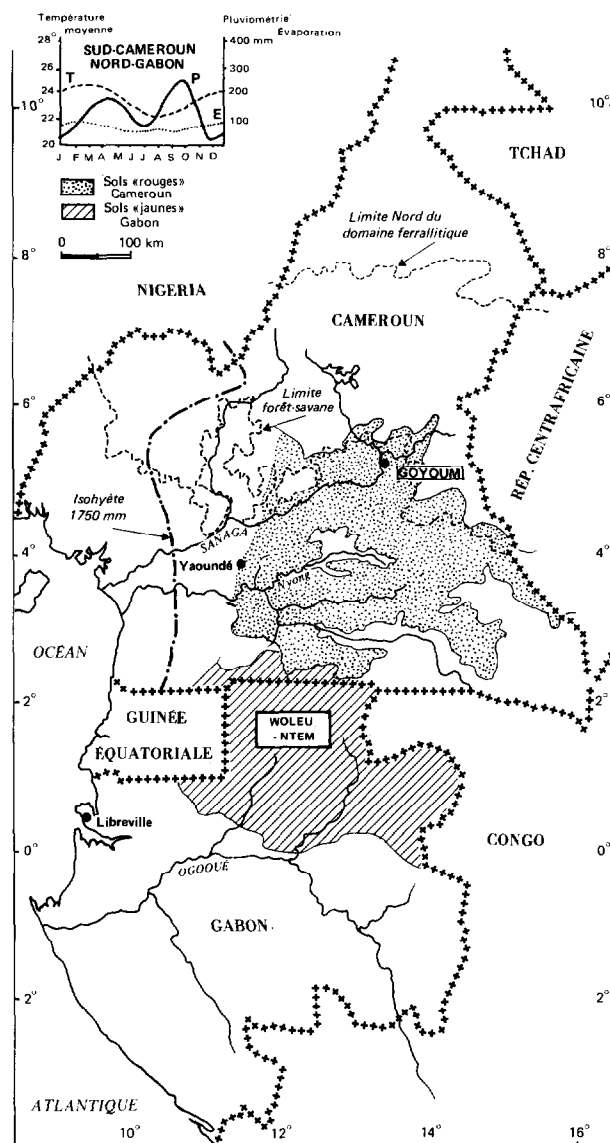 Température
moyenne
Pluviométrie
Évaporation
SUD-CAMEROUN
NORD-GABON
28°
24
22
20
400 mm
300
200
100
T
P
E
J F M A M J J A S O N D
Sols «rouges»
Cameroun
Sols «jaunes»
Gabon
0 100 km
10°
10°
TCHAD
Limite Nord du
domaine ferrallitique
8°
8°
NIGERIA
CAMEROUN
RÉP. CENTRAFRICAINE
Limite
forêt-savane
6°
6°
GOYOUM
Isohyète
1750 mm
SANAGA
4°
4°
Yaoundé
Nyong
OCÉAN
2°
2°
GUINÉE
ÉQUATORIALE
WOLEU
-NTEM
Libreville
CONGO
0°
0°
OGOOUÉ
GABON
2°
2°
ATLANTIQUE
10°
12°
14°
16°